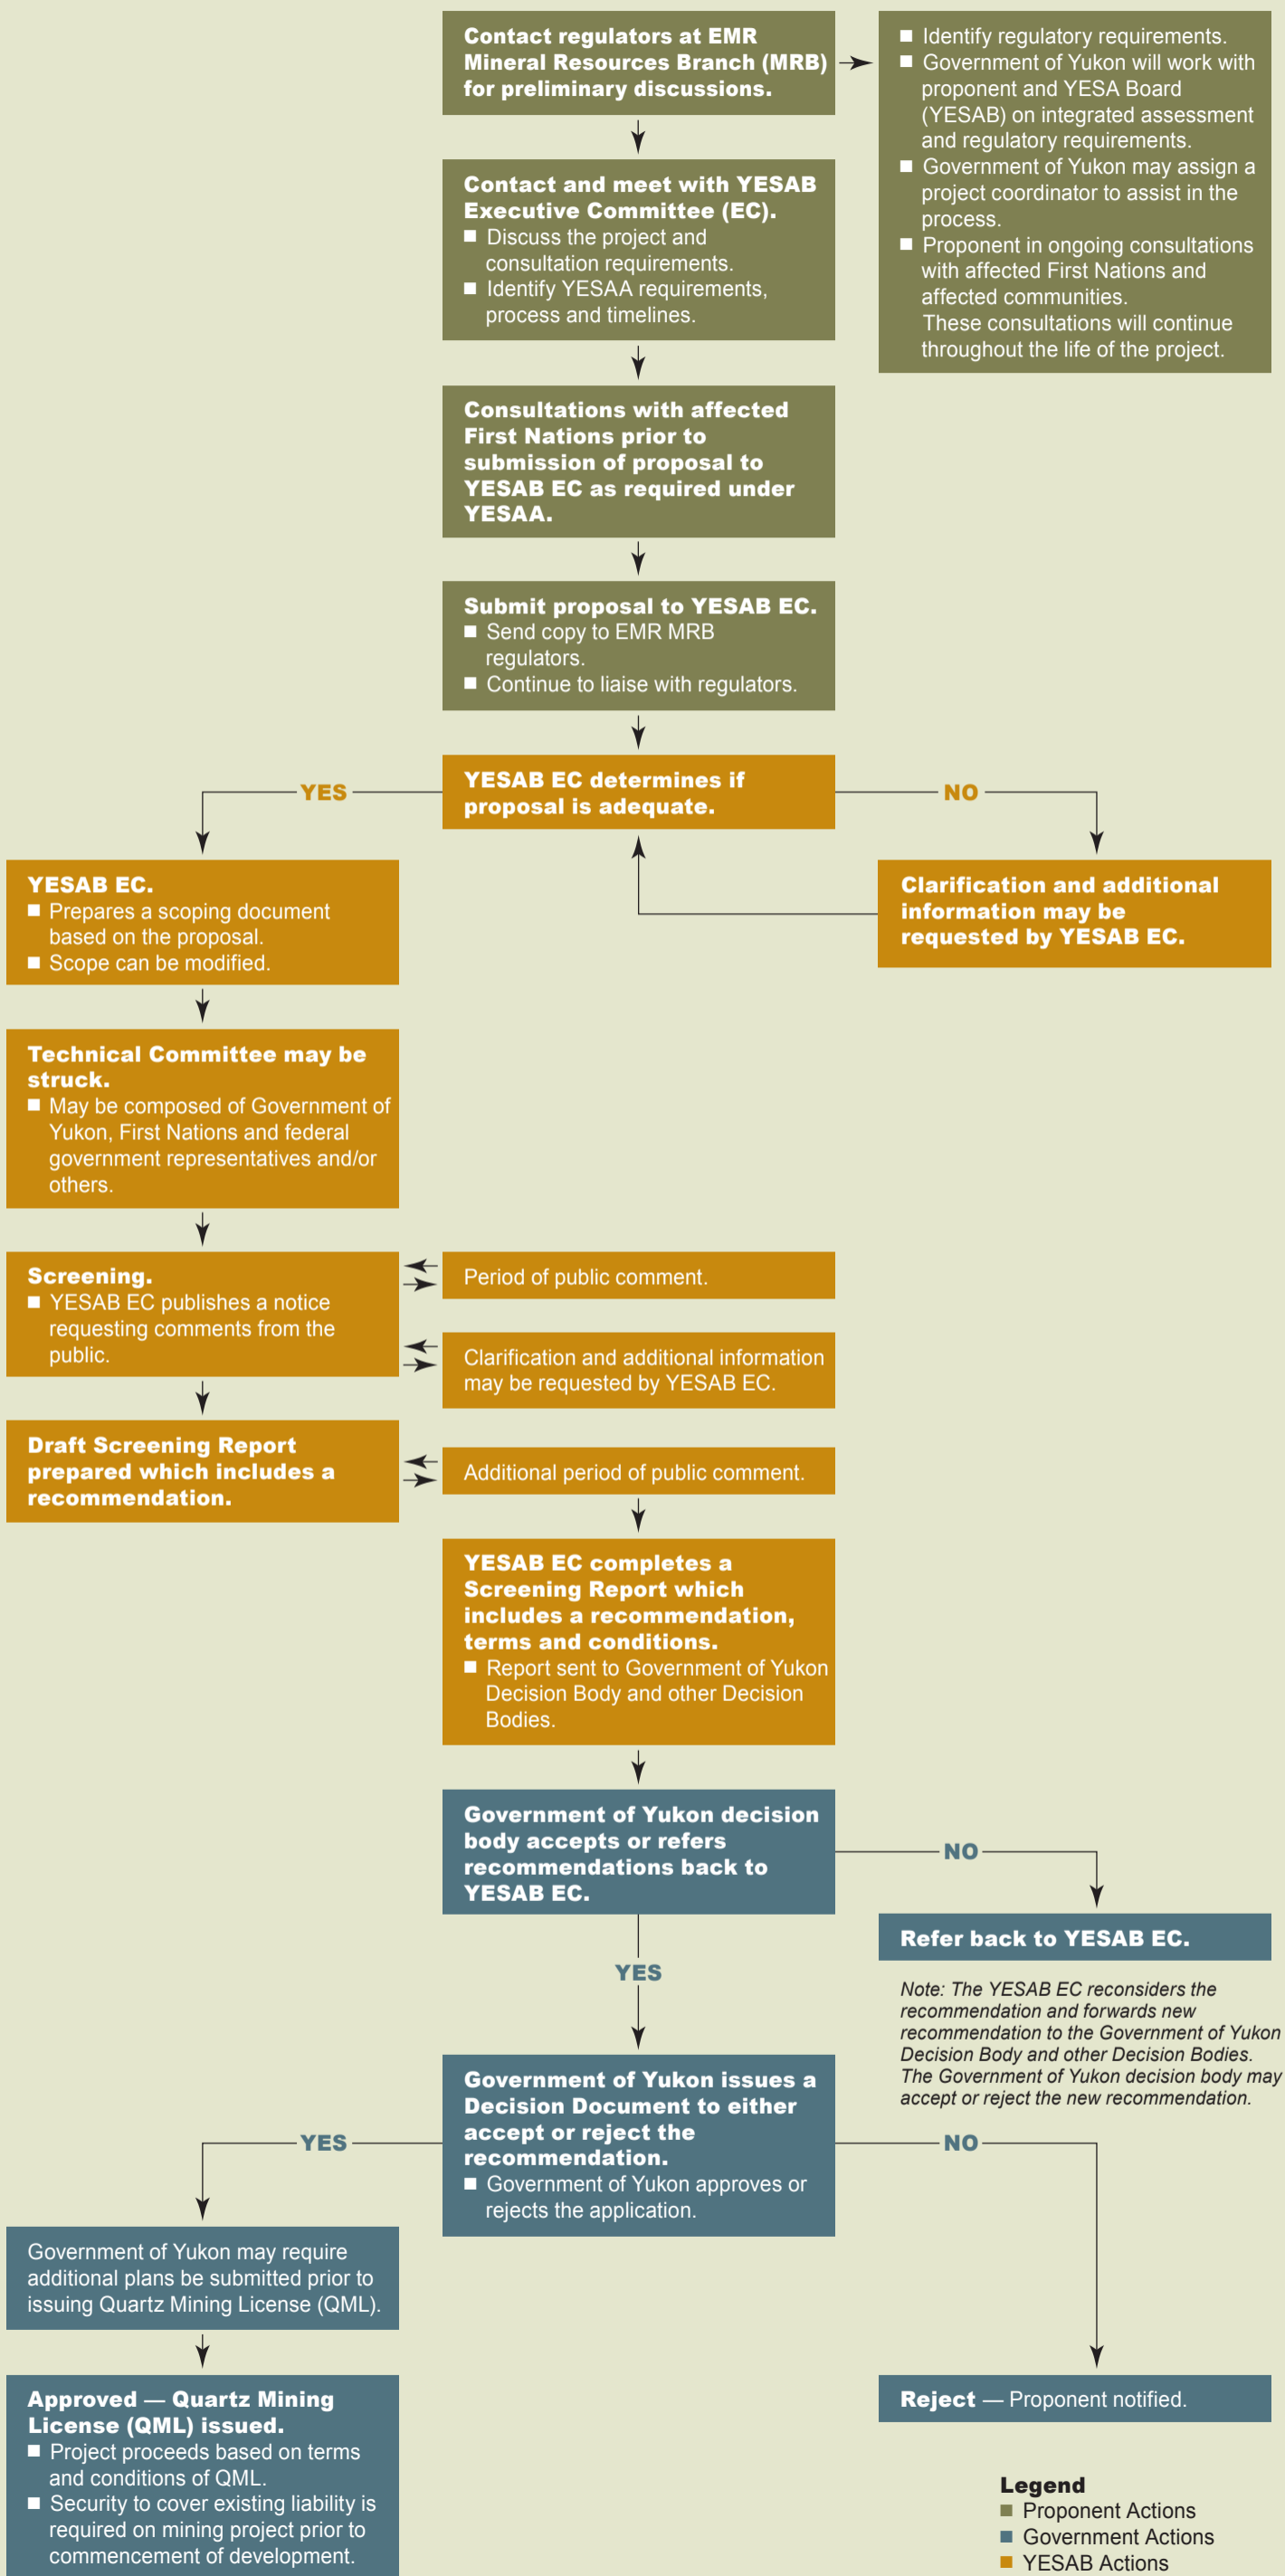 Contact regulators at EMR
Mineral Resources Branch (MRB)
for preliminary discussions.
■ Identify regulatory requirements.
■ Government of Yukon will work with
proponent and YESA Board
(YESAB) on integrated assessment
and regulatory requirements.
■ Government of Yukon may assign a
project coordinator to assist in the
process.
■ Proponent in ongoing consultations
with affected First Nations and
affected communities.
These consultations will continue
throughout the life of the project.
Contact and meet with YESAB
Executive Committee (EC).
■ Discuss the project and
consultation requirements.
■ Identify YESAA requirements,
process and timelines.
Consultations with affected
First Nations prior to
submission of proposal to
YESAB EC as required under
YESAA.
Submit proposal to YESAB EC.
■ Send copy to EMR MRB
regulators.
■ Continue to liaise with regulators.
YESAB EC determines if
proposal is adequate.
YES
NO
YESAB EC.
■ Prepares a scoping document
based on the proposal.
■ Scope can be modified.
Clarification and additional
information may be
requested by YESAB EC.
Technical Committee may be
struck.
■ May be composed of Government of
Yukon, First Nations and federal
government representatives and/or
others.
Screening.
■ YESAB EC publishes a notice
requesting comments from the
public.
Period of public comment.
Clarification and additional information
may be requested by YESAB EC.
Draft Screening Report
prepared which includes a
recommendation.
Additional period of public comment.
YESAB EC completes a
Screening Report which
includes a recommendation,
terms and conditions.
■ Report sent to Government of Yukon
Decision Body and other Decision
Bodies.
Government of Yukon decision
body accepts or refers
recommendations back to
YESAB EC.
NO
Refer back to YESAB EC.
Note: The YESAB EC reconsiders the
recommendation and forwards new
recommendation to the Government of Yukon
Decision Body and other Decision Bodies.
The Government of Yukon decision body may
accept or reject the new recommendation.
YES
Government of Yukon issues a
Decision Document to either
accept or reject the
recommendation.
■ Government of Yukon approves or
rejects the application.
YES
NO
Government of Yukon may require
additional plans be submitted prior to
issuing Quartz Mining License (QML).
Approved — Quartz Mining
License (QML) issued.
■ Project proceeds based on terms
and conditions of QML.
■ Security to cover existing liability is
required on mining project prior to
commencement of development.
Reject — Proponent notified.
Legend
■ Proponent Actions
■ Government Actions
■ YESAB Actions